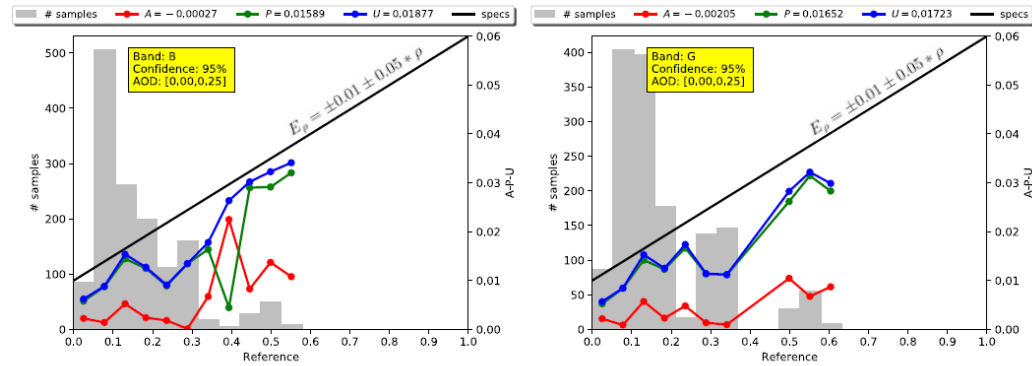 # samples A = −0,00027 P = 0,01589 U = 0,01877 specs
500
400
300
200
100
0
# samples
Band: B
Confidence: 95%
AOD: [0,00,0,25]
E_ρ = ±0.01 ± 0.05 * ρ
0,06
0,05
0,04
0,03
0,02
0,01
0,00
A-P-U
0.0 0.1 0.2 0.3 0.4 0.5 0.6 0.7 0.8 0.9 1.0
Reference
# samples A = −0,00205 P = 0,01652 U = 0,01723 specs
400
350
300
250
200
150
100
50
0
# samples
Band: G
Confidence: 95%
AOD: [0,00,0,25]
E_ρ = ±0.01 ± 0.05 * ρ
0,06
0,05
0,04
0,03
0,02
0,01
0,00
A-P-U
0.0 0.1 0.2 0.3 0.4 0.5 0.6 0.7 0.8 0.9 1.0
Reference